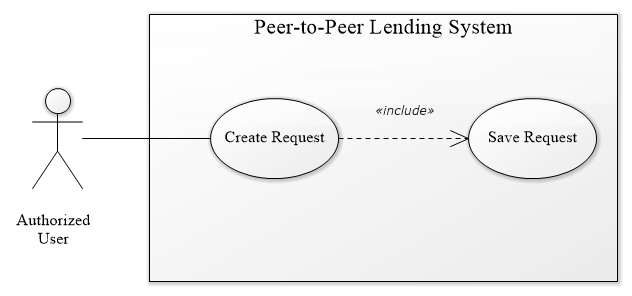 Peer-to-Peer Lending System
«include»
Create Request
Save Request
Authorized
User